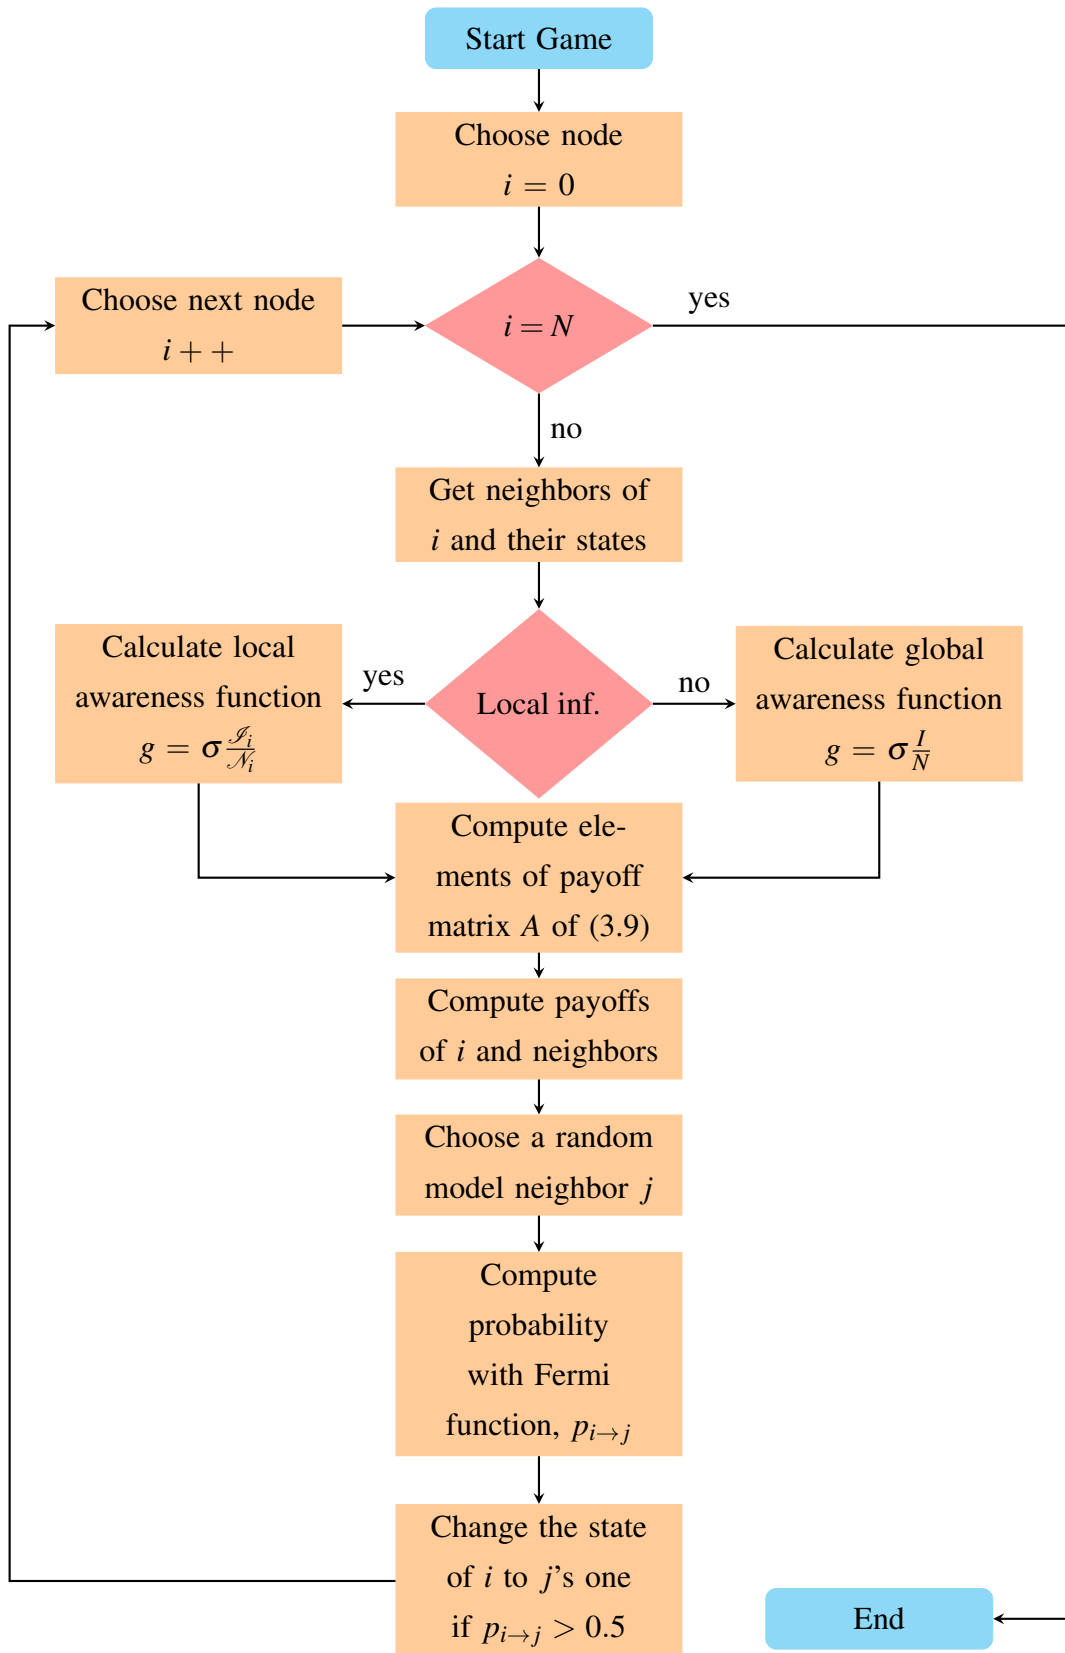 Start Game
Choose node
i = 0
Choose next node
i + +
i = N
yes
no
Get neighbors of
i and their states
Calculate local
awareness function
g = σ 𝓘ᵢ/𝓝ᵢ
yes
Local inf.
no
Calculate global
awareness function
g = σ I/N
Compute ele-
ments of payoff
matrix A of (3.9)
Compute payoffs
of i and neighbors
Choose a random
model neighbor j
Compute
probability
with Fermi
function, p_{i→j}
Change the state
of i to j's one
if p_{i→j} > 0.5
End